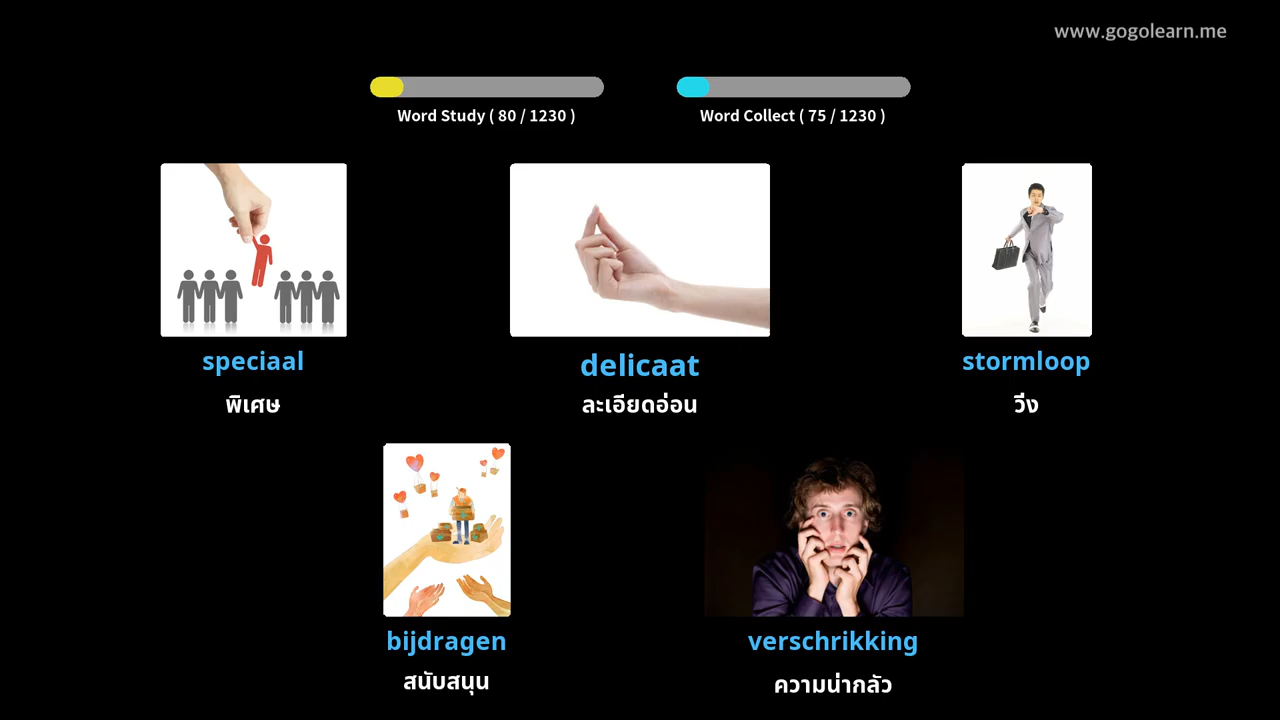 www.gogolearn.me
Word Study ( 80 / 1230 )
Word Collect ( 75 / 1230 )
speciaal
delicaat
stormloop
พิเศษ
ละเอียดอ่อน
วิ่ง
bijdragen
verschrikking
สนับสนุน
ความน่ากลัว